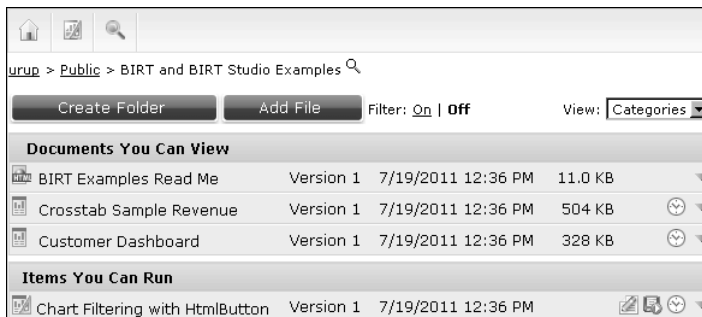 urup > Public > BIRT and BIRT Studio Examples
Create Folder Add File Filter: On | Off View: Categories
Documents You Can View
BIRT Examples Read Me Version 1 7/19/2011 12:36 PM 11.0 KB
Crosstab Sample Revenue Version 1 7/19/2011 12:36 PM 504 KB
Customer Dashboard Version 1 7/19/2011 12:36 PM 328 KB
Items You Can Run
Chart Filtering with HtmlButton Version 1 7/19/2011 12:36 PM